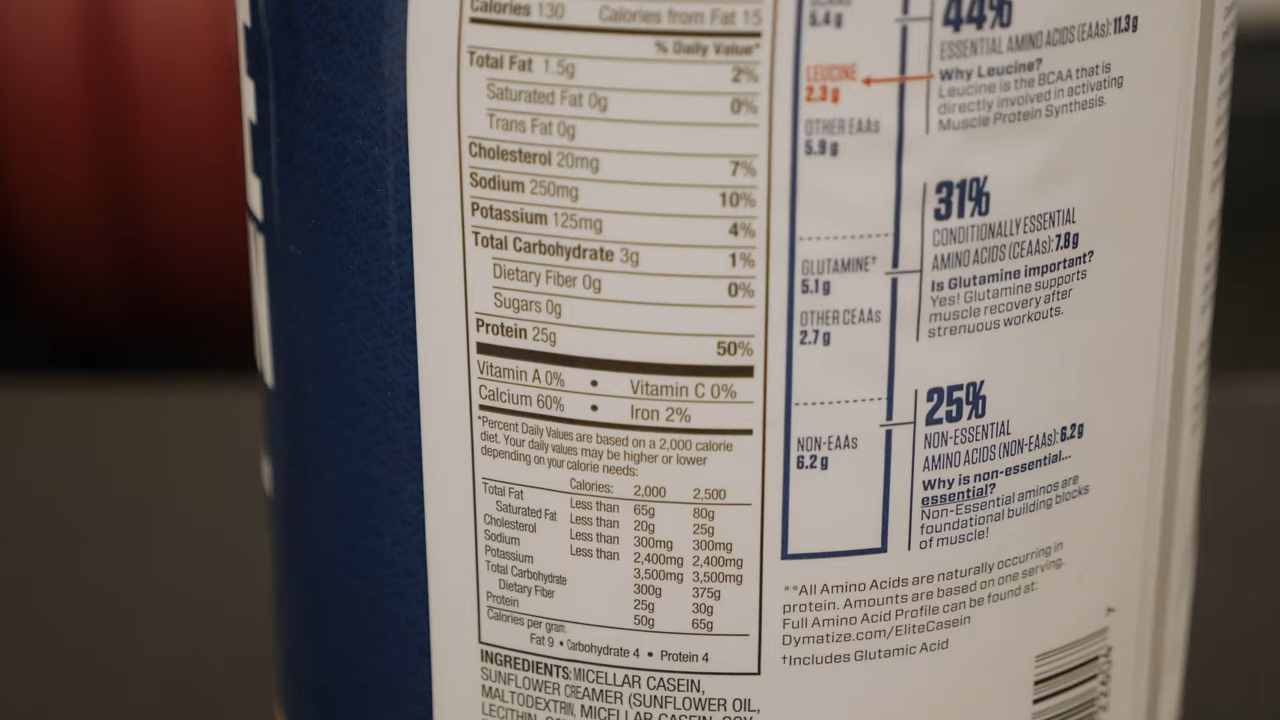 Calories 130 Calories from Fat 15
% Daily Value*
Total Fat 1.5g 2%
Saturated Fat 0g 0%
Trans Fat 0g
Cholesterol 20mg 7%
Sodium 250mg 10%
Potassium 125mg 4%
Total Carbohydrate 3g 1%
Dietary Fiber 0g 0%
Sugars 0g
Protein 25g 50%
Vitamin A 0% • Vitamin C 0%
Calcium 60% • Iron 2%
*Percent Daily Values are based on a 2,000 calorie
diet. Your daily values may be higher or lower
depending on your calorie needs:
Calories: 2,000 2,500
Total Fat Less than 65g 80g
Saturated Fat Less than 20g 25g
Cholesterol Less than 300mg 300mg
Sodium Less than 2,400mg 2,400mg
Potassium 3,500mg 3,500mg
Total Carbohydrate 300g 375g
Dietary Fiber 25g 30g
Protein 50g 65g
Calories per gram:
Fat 9 • Carbohydrate 4 • Protein 4
INGREDIENTS: MICELLAR CASEIN,
SUNFLOWER CREAMER (SUNFLOWER OIL,
MALTODEXTRIN, MICELLAR CASEIN, SOY
LECITHIN,
5.4 g
LEUCINE
2.3 g
OTHER EAAs
5.9 g
GLUTAMINE†
5.1 g
OTHER CEAAs
2.7 g
NON-EAAs
6.2 g
44%
ESSENTIAL AMINO ACIDS (EAAs): 11.3 g
Why Leucine?
Leucine is the BCAA that is
directly involved in activating
Muscle Protein Synthesis.
31%
CONDITIONALLY ESSENTIAL
AMINO ACIDS (CEAAs): 7.8 g
Is Glutamine important?
Yes! Glutamine supports
muscle recovery after
strenuous workouts.
25%
NON-ESSENTIAL
AMINO ACIDS (NON-EAAs): 6.2 g
Why is non-essential...
essential?
Non-Essential aminos are
foundational building blocks
of muscle!
**All Amino Acids are naturally occurring in
protein. Amounts are based on one serving.
Full Amino Acid Profile can be found at:
Dymatize.com/EliteCasein
†Includes Glutamic Acid